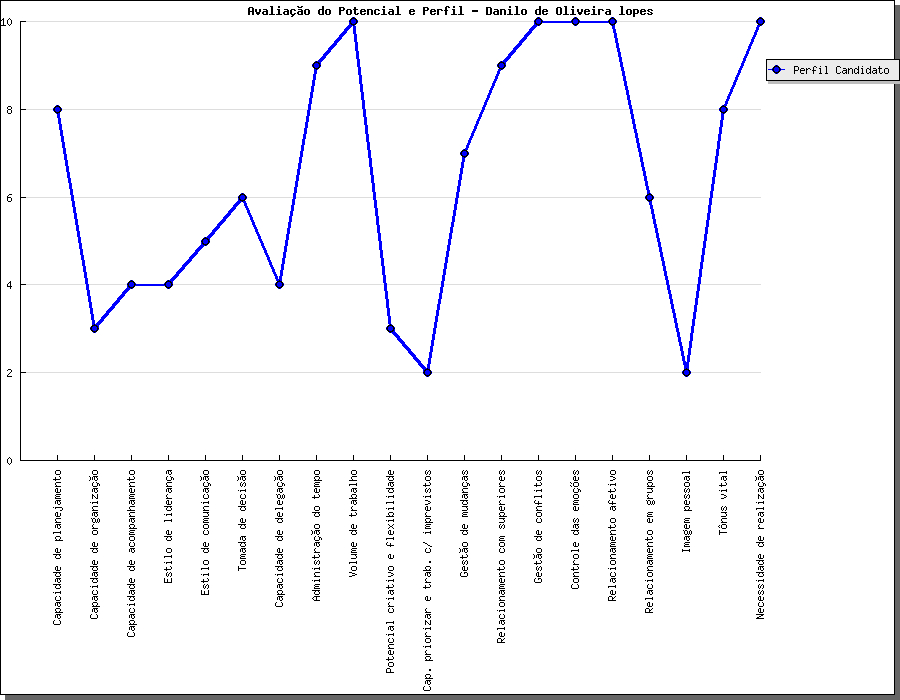 Avaliação do Potencial e Perfil - Danilo de Oliveira lopes
10
8
6
4
2
0
Perfil Candidato
Capacidade de planejamento
Capacidade de organização
Capacidade de acompanhamento
Estilo de liderança
Estilo de comunicação
Tomada de decisão
Capacidade de delegação
Administração do tempo
Volume de trabalho
Potencial criativo e flexibilidade
Cap. priorizar e trab. c/ imprevistos
Gestão de mudanças
Relacionamento com superiores
Gestão de conflitos
Controle das emoções
Relacionamento afetivo
Relacionamento em grupos
Imagem pessoal
Tônus vital
Necessidade de realização